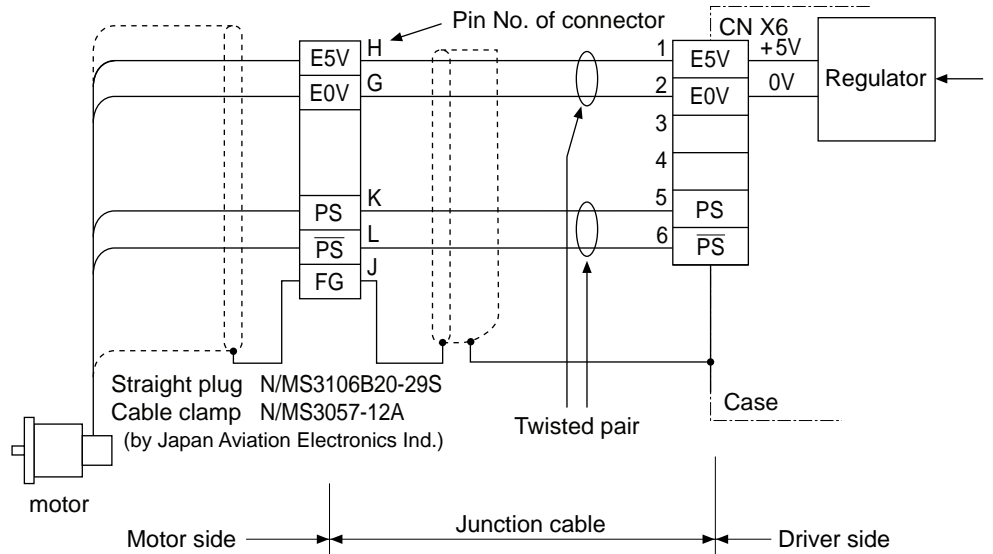 Pin No. of connector
CN X6
H
1
E5V
E5V
+5V
Regulator
G
2
E0V
E0V
0V
3
4
K
5
PS
PS
L
6
P̅S̅
P̅S̅
J
FG
Straight plug N/MS3106B20-29S
Cable clamp N/MS3057-12A
(by Japan Aviation Electronics Ind.)
Twisted pair
Case
motor
Motor side
Junction cable
Driver side